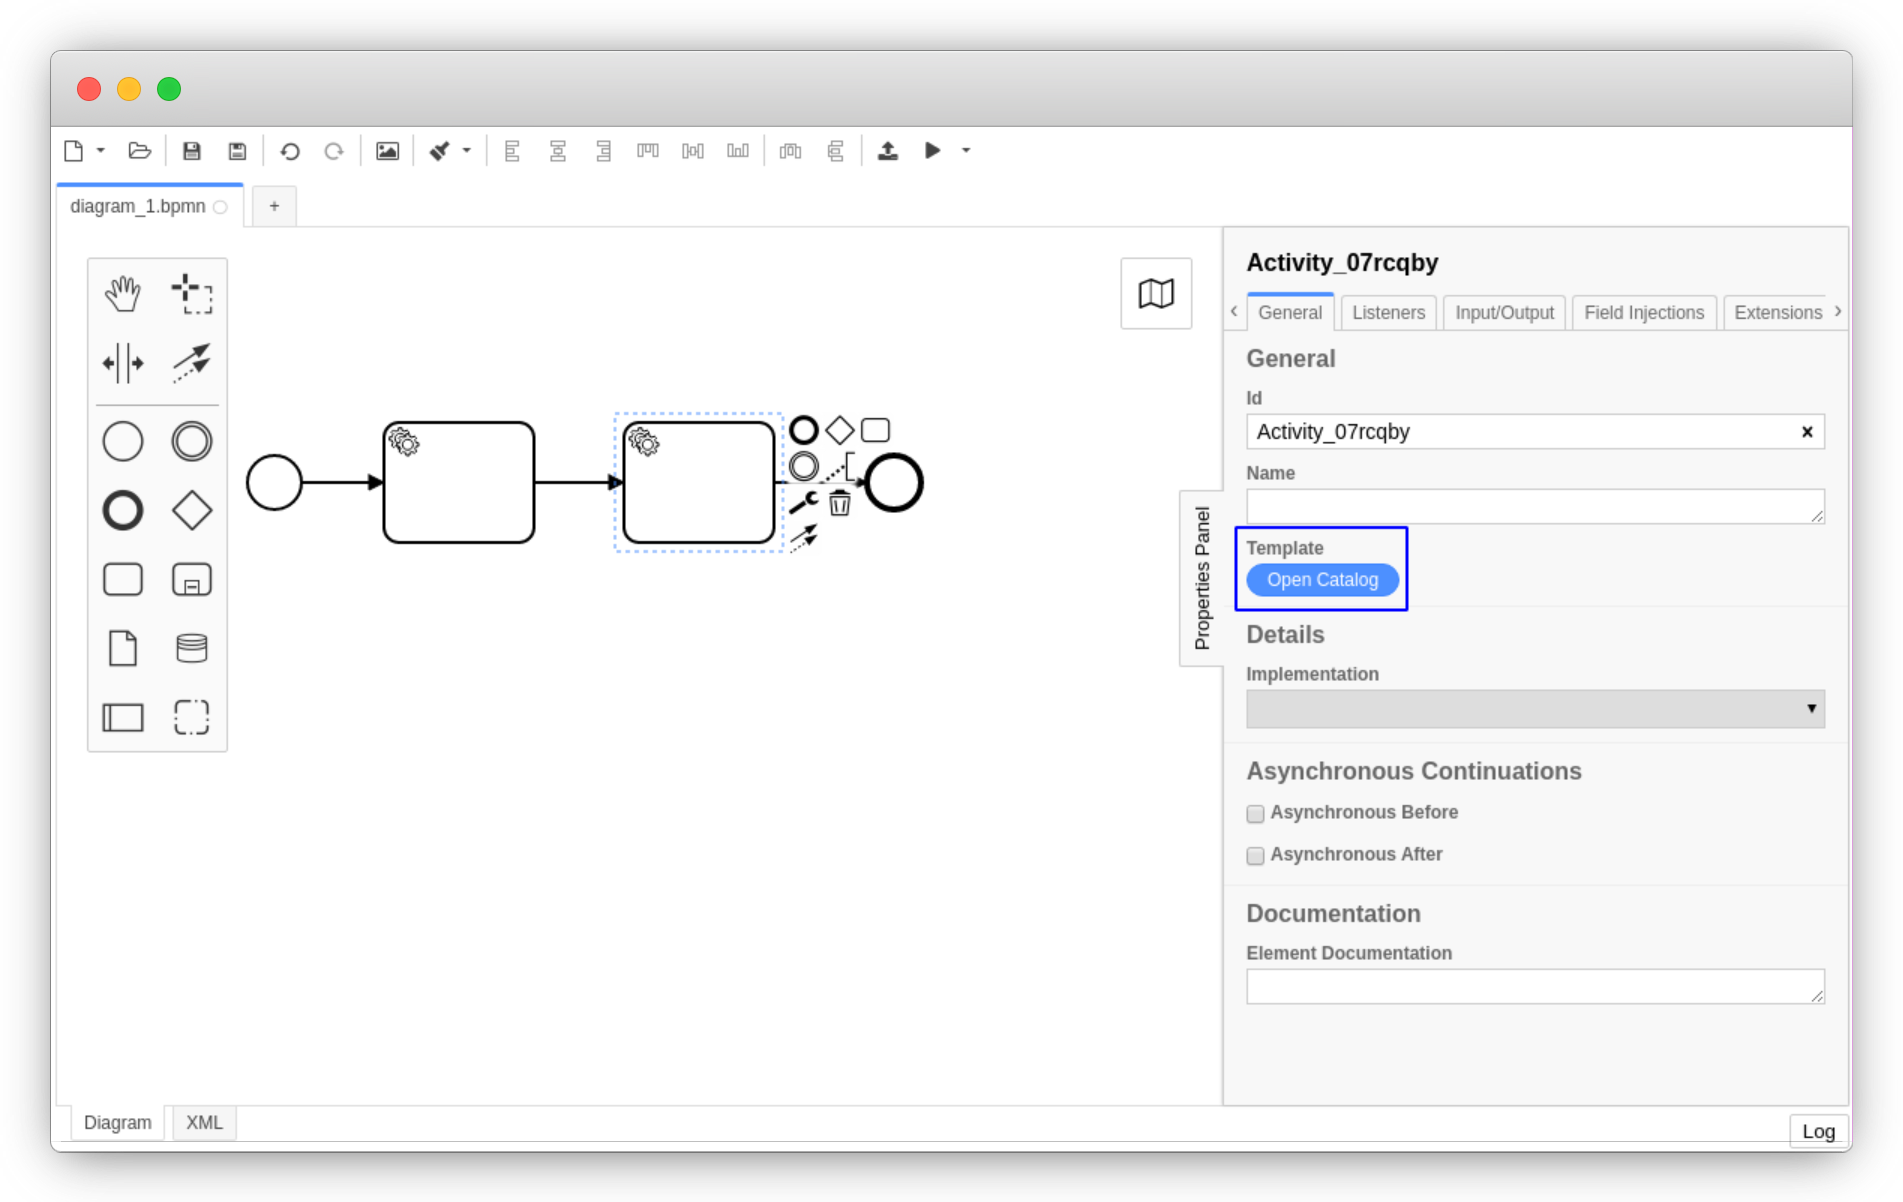 diagram_1.bpmn
+
Activity_07rcqby
General Listeners Input/Output Field Injections Extensions
General
Id
Activity_07rcqby
Name
Properties Panel
Template
Open Catalog
Details
Implementation
Asynchronous Continuations
Asynchronous Before
Asynchronous After
Documentation
Element Documentation
Diagram XML
Log